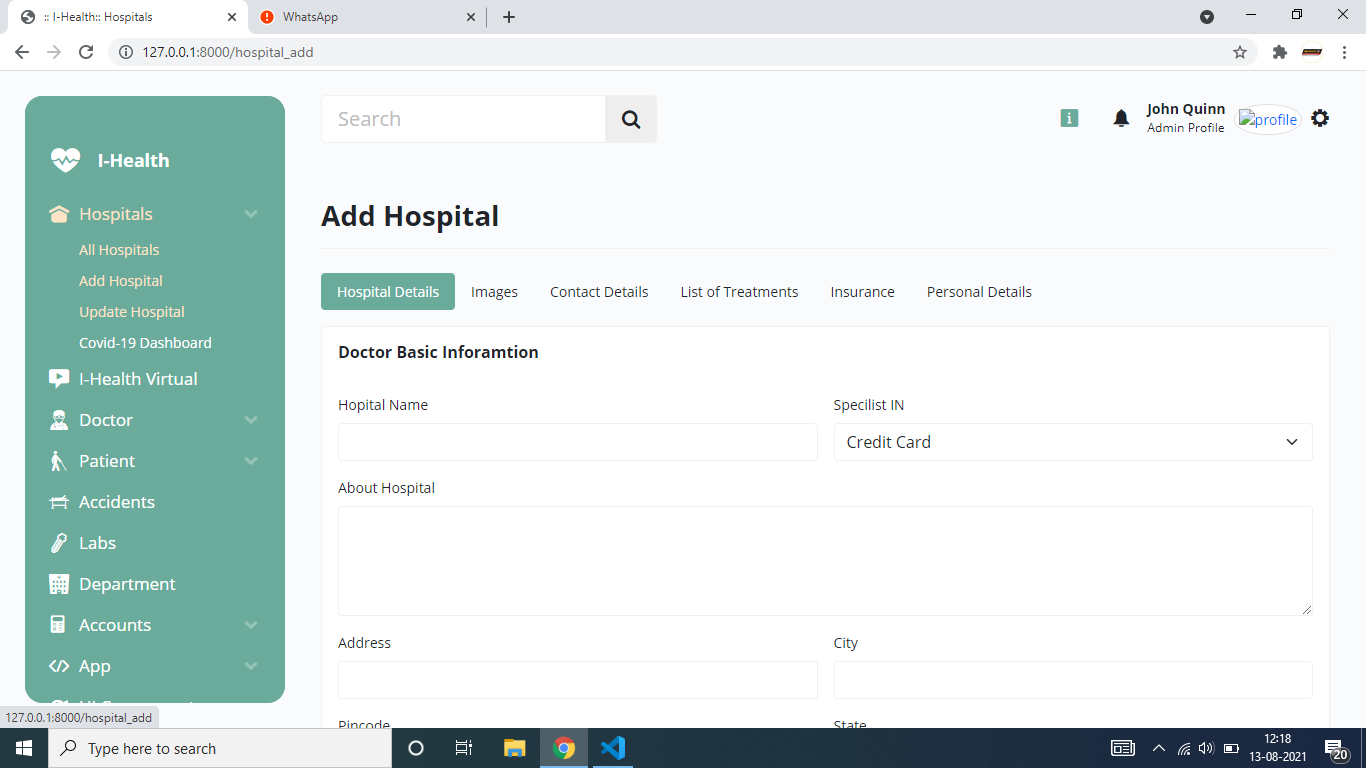 :: I-Health:: Hospitals
WhatsApp
127.0.0.1:8000/hospital_add
I-Health
Hospitals
All Hospitals
Add Hospital
Update Hospital
Covid-19 Dashboard
I-Health Virtual
Doctor
Patient
Accidents
Labs
Department
Accounts
App
Search
John Quinn
Admin Profile
profile
Add Hospital
Hospital Details Images Contact Details List of Treatments Insurance Personal Details
Doctor Basic Inforamtion
Hopital Name Specilist IN
Credit Card
About Hospital
Address City
Pincode State
127.0.0.1:8000/hospital_add
Type here to search
12:18
13-08-2021
20